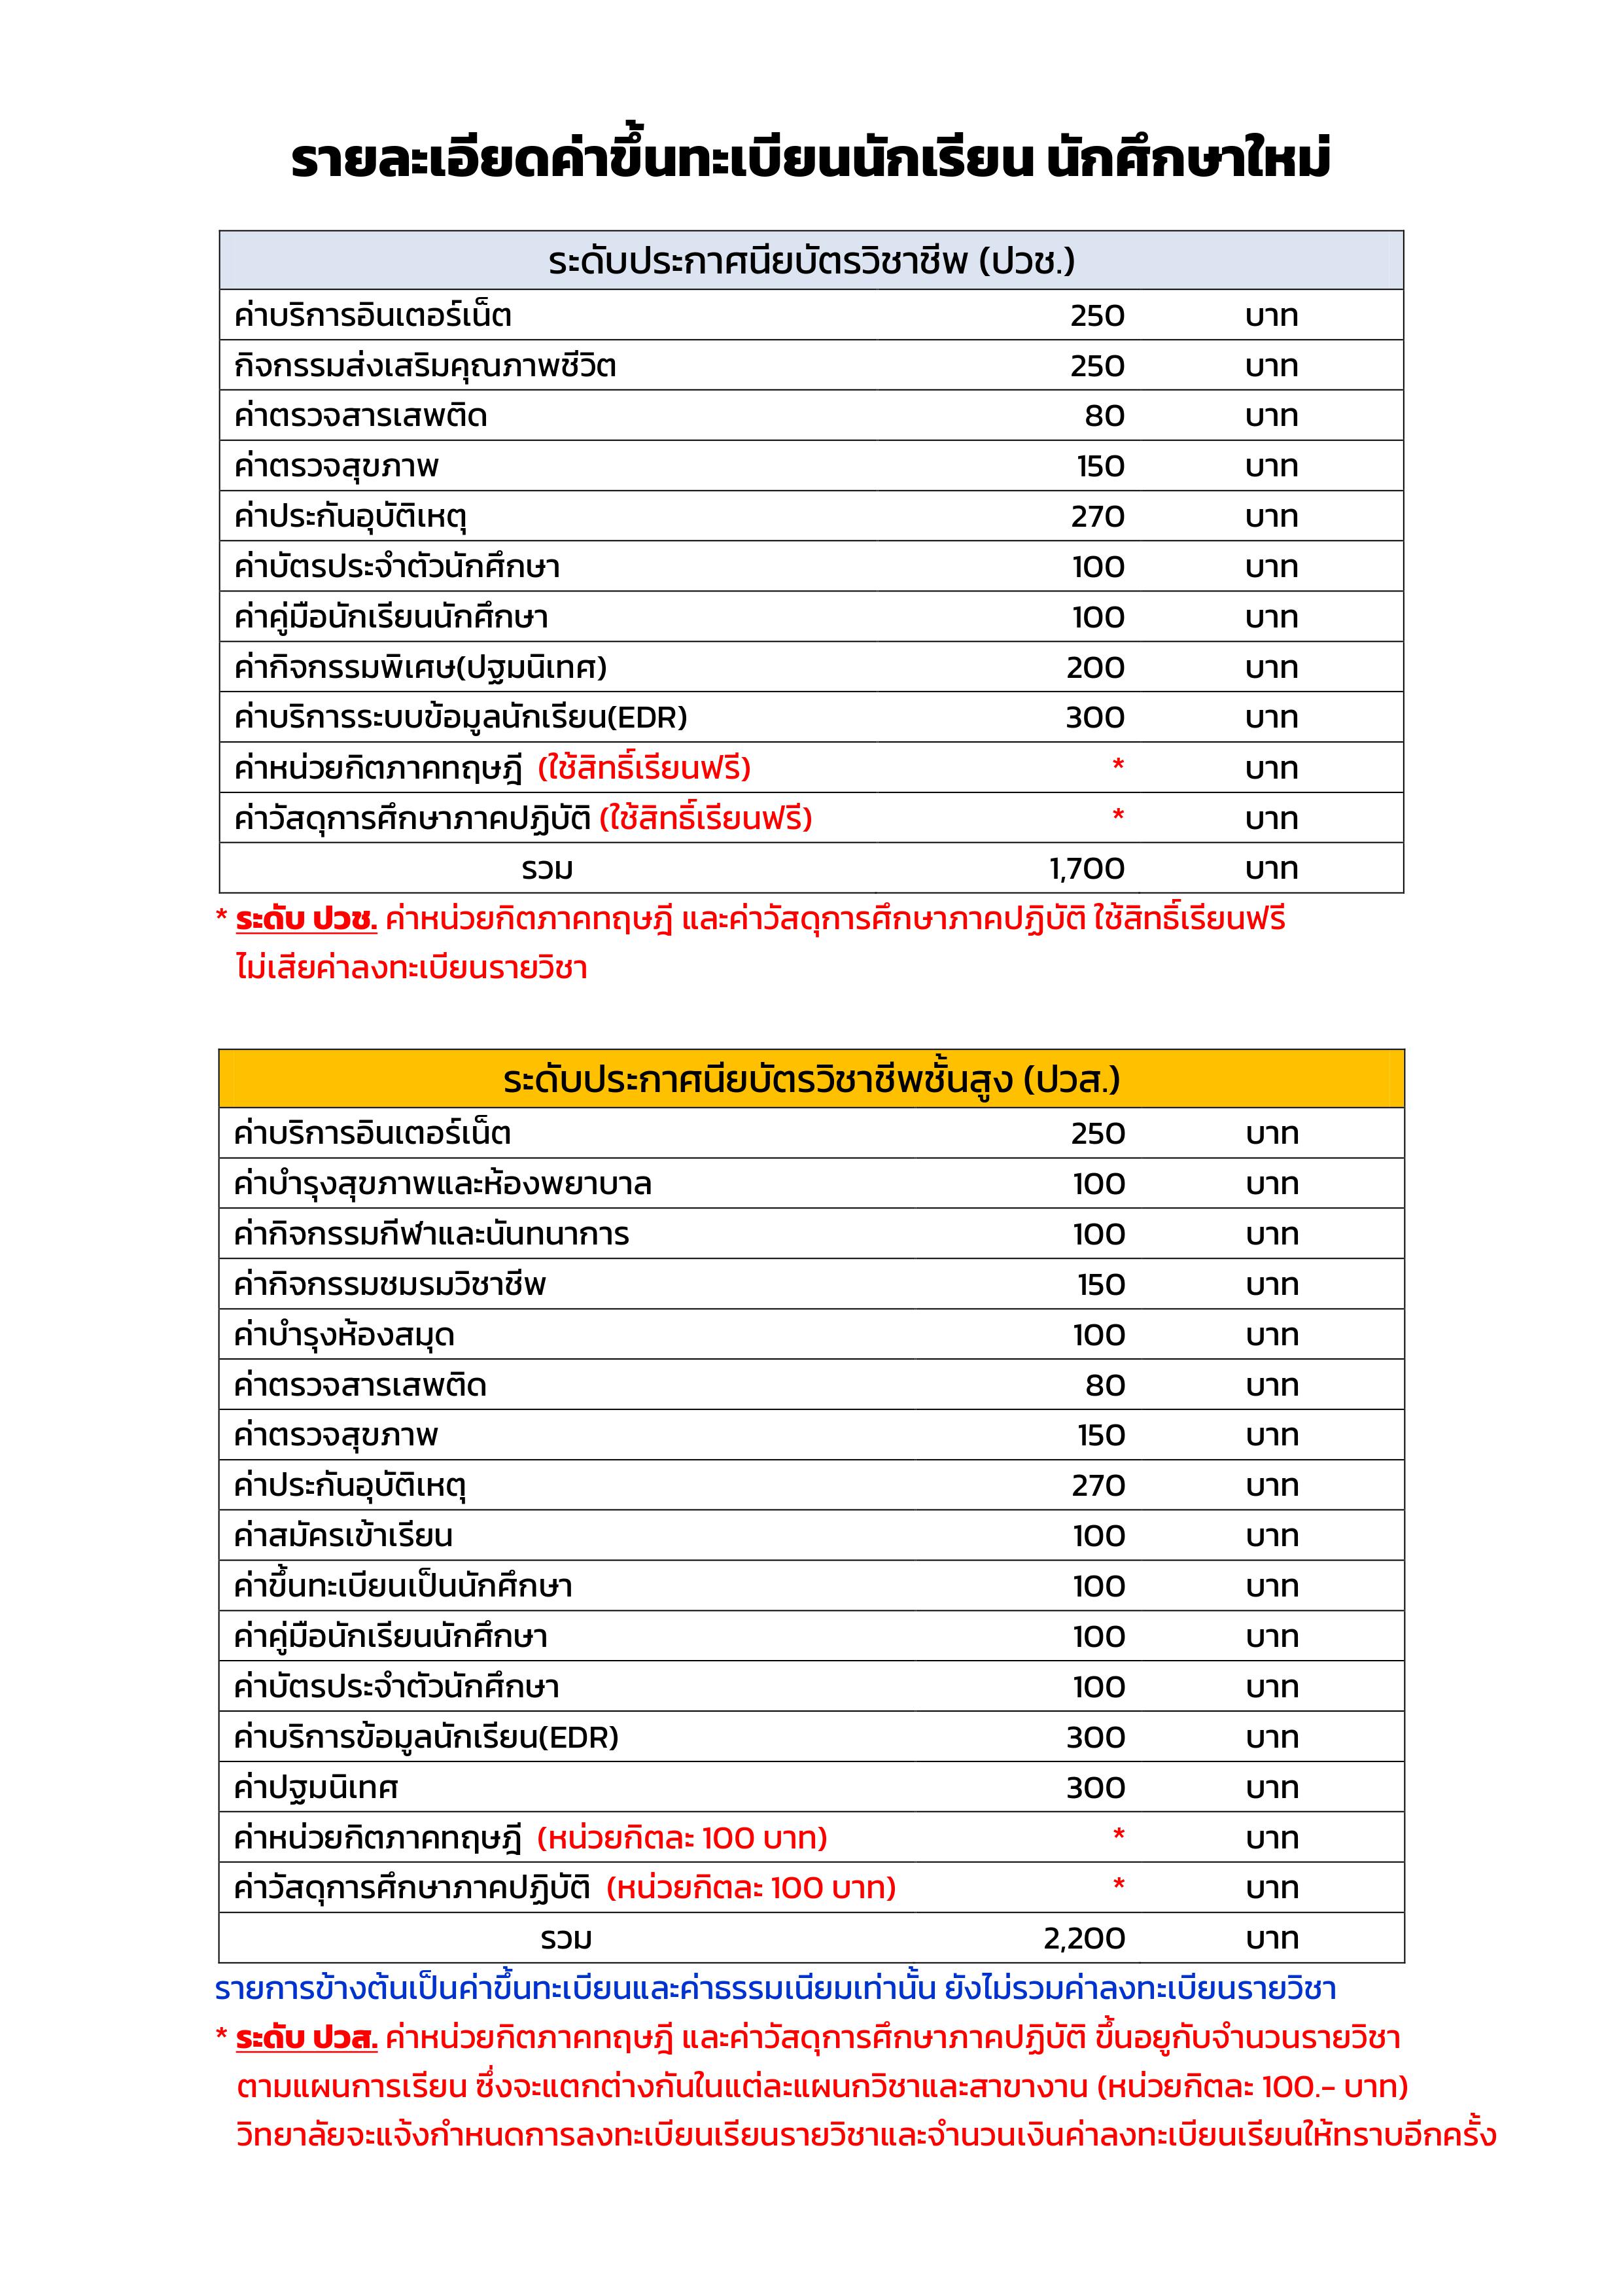 รายละเอียดค่าขึ้นทะเบียนนักเรียน นักศึกษาใหม่
ระดับประกาศนียบัตรวิชาชีพ (ปวช.)
ค่าบริการอินเตอร์เน็ต 250 บาท
กิจกรรมส่งเสริมคุณภาพชีวิต 250 บาท
ค่าตรวจสารเสพติด 80 บาท
ค่าตรวจสุขภาพ 150 บาท
ค่าประกันอุบัติเหตุ 270 บาท
ค่าบัตรประจำตัวนักศึกษา 100 บาท
ค่าคู่มือนักเรียนนักศึกษา 100 บาท
ค่ากิจกรรมพิเศษ(ปฐมนิเทศ) 200 บาท
ค่าบริการระบบข้อมูลนักเรียน(EDR) 300 บาท
ค่าหน่วยกิตภาคทฤษฎี (ใช้สิทธิ์เรียนฟรี) * บาท
ค่าวัสดุการศึกษาภาคปฏิบัติ (ใช้สิทธิ์เรียนฟรี) * บาท
รวม 1,700 บาท
* ระดับ ปวช. ค่าหน่วยกิตภาคทฤษฎี และค่าวัสดุการศึกษาภาคปฏิบัติ ใช้สิทธิ์เรียนฟรี
ไม่เสียค่าลงทะเบียนรายวิชา
ระดับประกาศนียบัตรวิชาชีพชั้นสูง (ปวส.)
ค่าบริการอินเตอร์เน็ต 250 บาท
ค่าบำรุงสุขภาพและห้องพยาบาล 100 บาท
ค่ากิจกรรมกีฬาและนันทนาการ 100 บาท
ค่ากิจกรรมชมรมวิชาชีพ 150 บาท
ค่าบำรุงห้องสมุด 100 บาท
ค่าตรวจสารเสพติด 80 บาท
ค่าตรวจสุขภาพ 150 บาท
ค่าประกันอุบัติเหตุ 270 บาท
ค่าสมัครเข้าเรียน 100 บาท
ค่าขึ้นทะเบียนเป็นนักศึกษา 100 บาท
ค่าคู่มือนักเรียนนักศึกษา 100 บาท
ค่าบัตรประจำตัวนักศึกษา 100 บาท
ค่าบริการข้อมูลนักเรียน(EDR) 300 บาท
ค่าปฐมนิเทศ 300 บาท
ค่าหน่วยกิตภาคทฤษฎี (หน่วยกิตละ 100 บาท) * บาท
ค่าวัสดุการศึกษาภาคปฏิบัติ (หน่วยกิตละ 100 บาท) * บาท
รวม 2,200 บาท
รายการข้างต้นเป็นค่าขึ้นทะเบียนและค่าธรรมเนียมเท่านั้น ยังไม่รวมค่าลงทะเบียนรายวิชา
* ระดับ ปวส. ค่าหน่วยกิตภาคทฤษฎี และค่าวัสดุการศึกษาภาคปฏิบัติ ขึ้นอยู่กับจำนวนรายวิชา
ตามแผนการเรียน ซึ่งจะแตกต่างกันในแต่ละแผนกวิชาและสาขางาน (หน่วยกิตละ 100.- บาท)
วิทยาลัยจะแจ้งกำหนดการลงทะเบียนเรียนรายวิชาและจำนวนเงินค่าลงทะเบียนเรียนให้ทราบอีกครั้ง